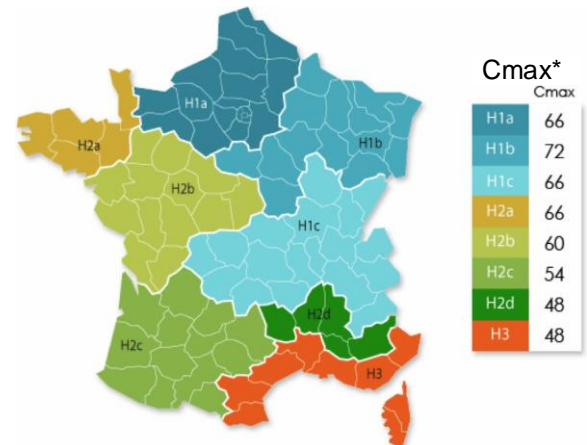 Cmax*
Cmax
H1a 66
H1b 72
H1c 66
H2a 66
H2b 60
H2c 54
H2d 48
H3 48
H1a
H1b
H2a
H2b
H1c
H2d
H2c
H3